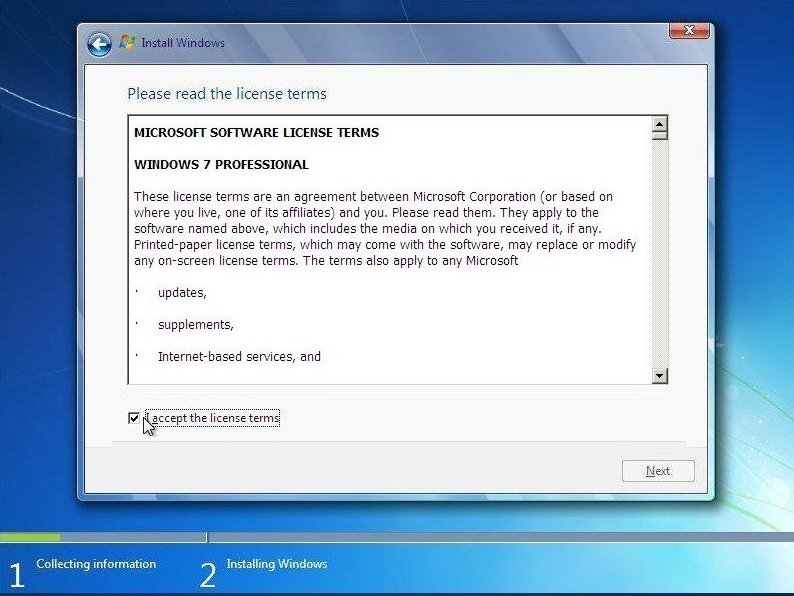 Install Windows
Please read the license terms
MICROSOFT SOFTWARE LICENSE TERMS
WINDOWS 7 PROFESSIONAL
These license terms are an agreement between Microsoft Corporation (or based on
where you live, one of its affiliates) and you. Please read them. They apply to the
software named above, which includes the media on which you received it, if any.
Printed-paper license terms, which may come with the software, may replace or modify
any on-screen license terms. The terms also apply to any Microsoft
· updates,
· supplements,
· Internet-based services, and
I accept the license terms
Next
1 Collecting information
2 Installing Windows